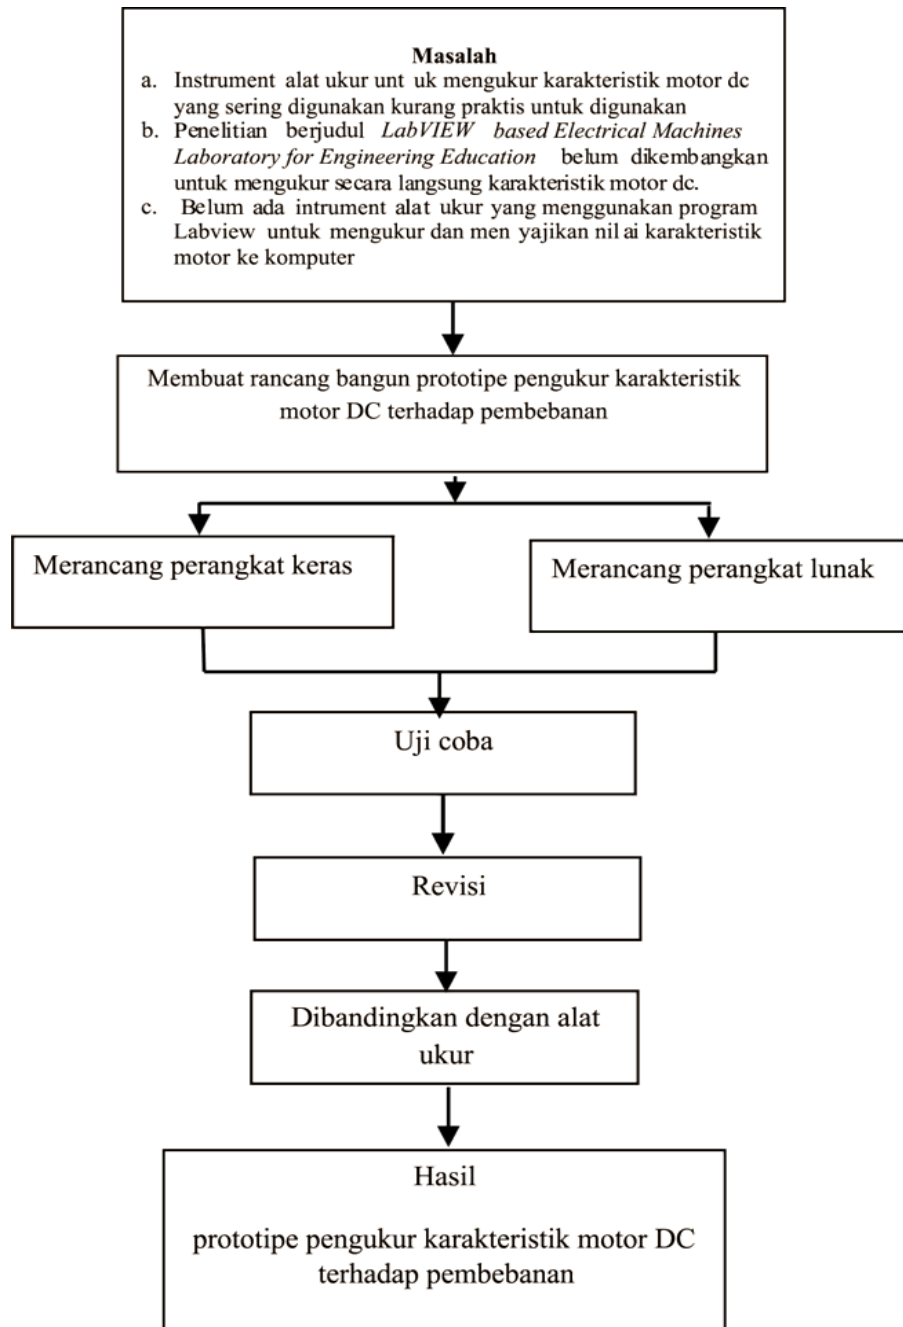 Masalah
a. Instrument alat ukur unt uk mengukur karakteristik motor dc
yang sering digunakan kurang praktis untuk digunakan
b. Penelitian berjudul LabVIEW based Electrical Machines
Laboratory for Engineering Education belum dikembangkan
untuk mengukur secara langsung karakteristik motor dc.
c. Belum ada intrument alat ukur yang menggunakan program
Labview untuk mengukur dan men yajikan nil ai karakteristik
motor ke komputer
Membuat rancang bangun prototipe pengukur karakteristik
motor DC terhadap pembebanan
Merancang perangkat keras
Merancang perangkat lunak
Uji coba
Revisi
Dibandingkan dengan alat
ukur
Hasil
prototipe pengukur karakteristik motor DC
terhadap pembebanan